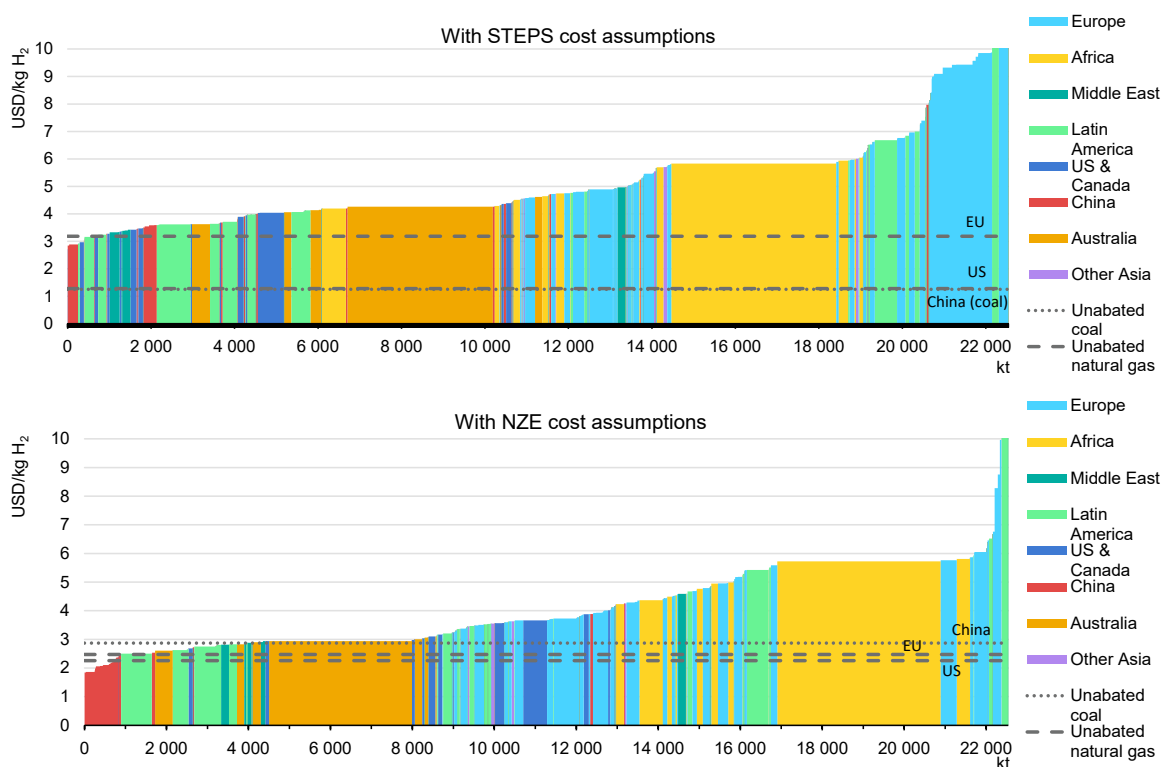 With STEPS cost assumptions
USD/kg H2
10
9
8
7
6
5
4
3
2
1
0
EU
US
China (coal)
0
2 000
4 000
6 000
8 000
10 000
12 000
14 000
16 000
18 000
20 000
22 000
kt
Europe
Africa
Middle East
Latin
America
US &
Canada
China
Australia
Other Asia
Unabated
coal
Unabated
natural gas
With NZE cost assumptions
USD/kg H2
10
9
8
7
6
5
4
3
2
1
0
China
EU
US
0
2 000
4 000
6 000
8 000
10 000
12 000
14 000
16 000
18 000
20 000
22 000
kt
Europe
Africa
Middle East
Latin
America
US &
Canada
China
Australia
Other Asia
Unabated
coal
Unabated
natural gas